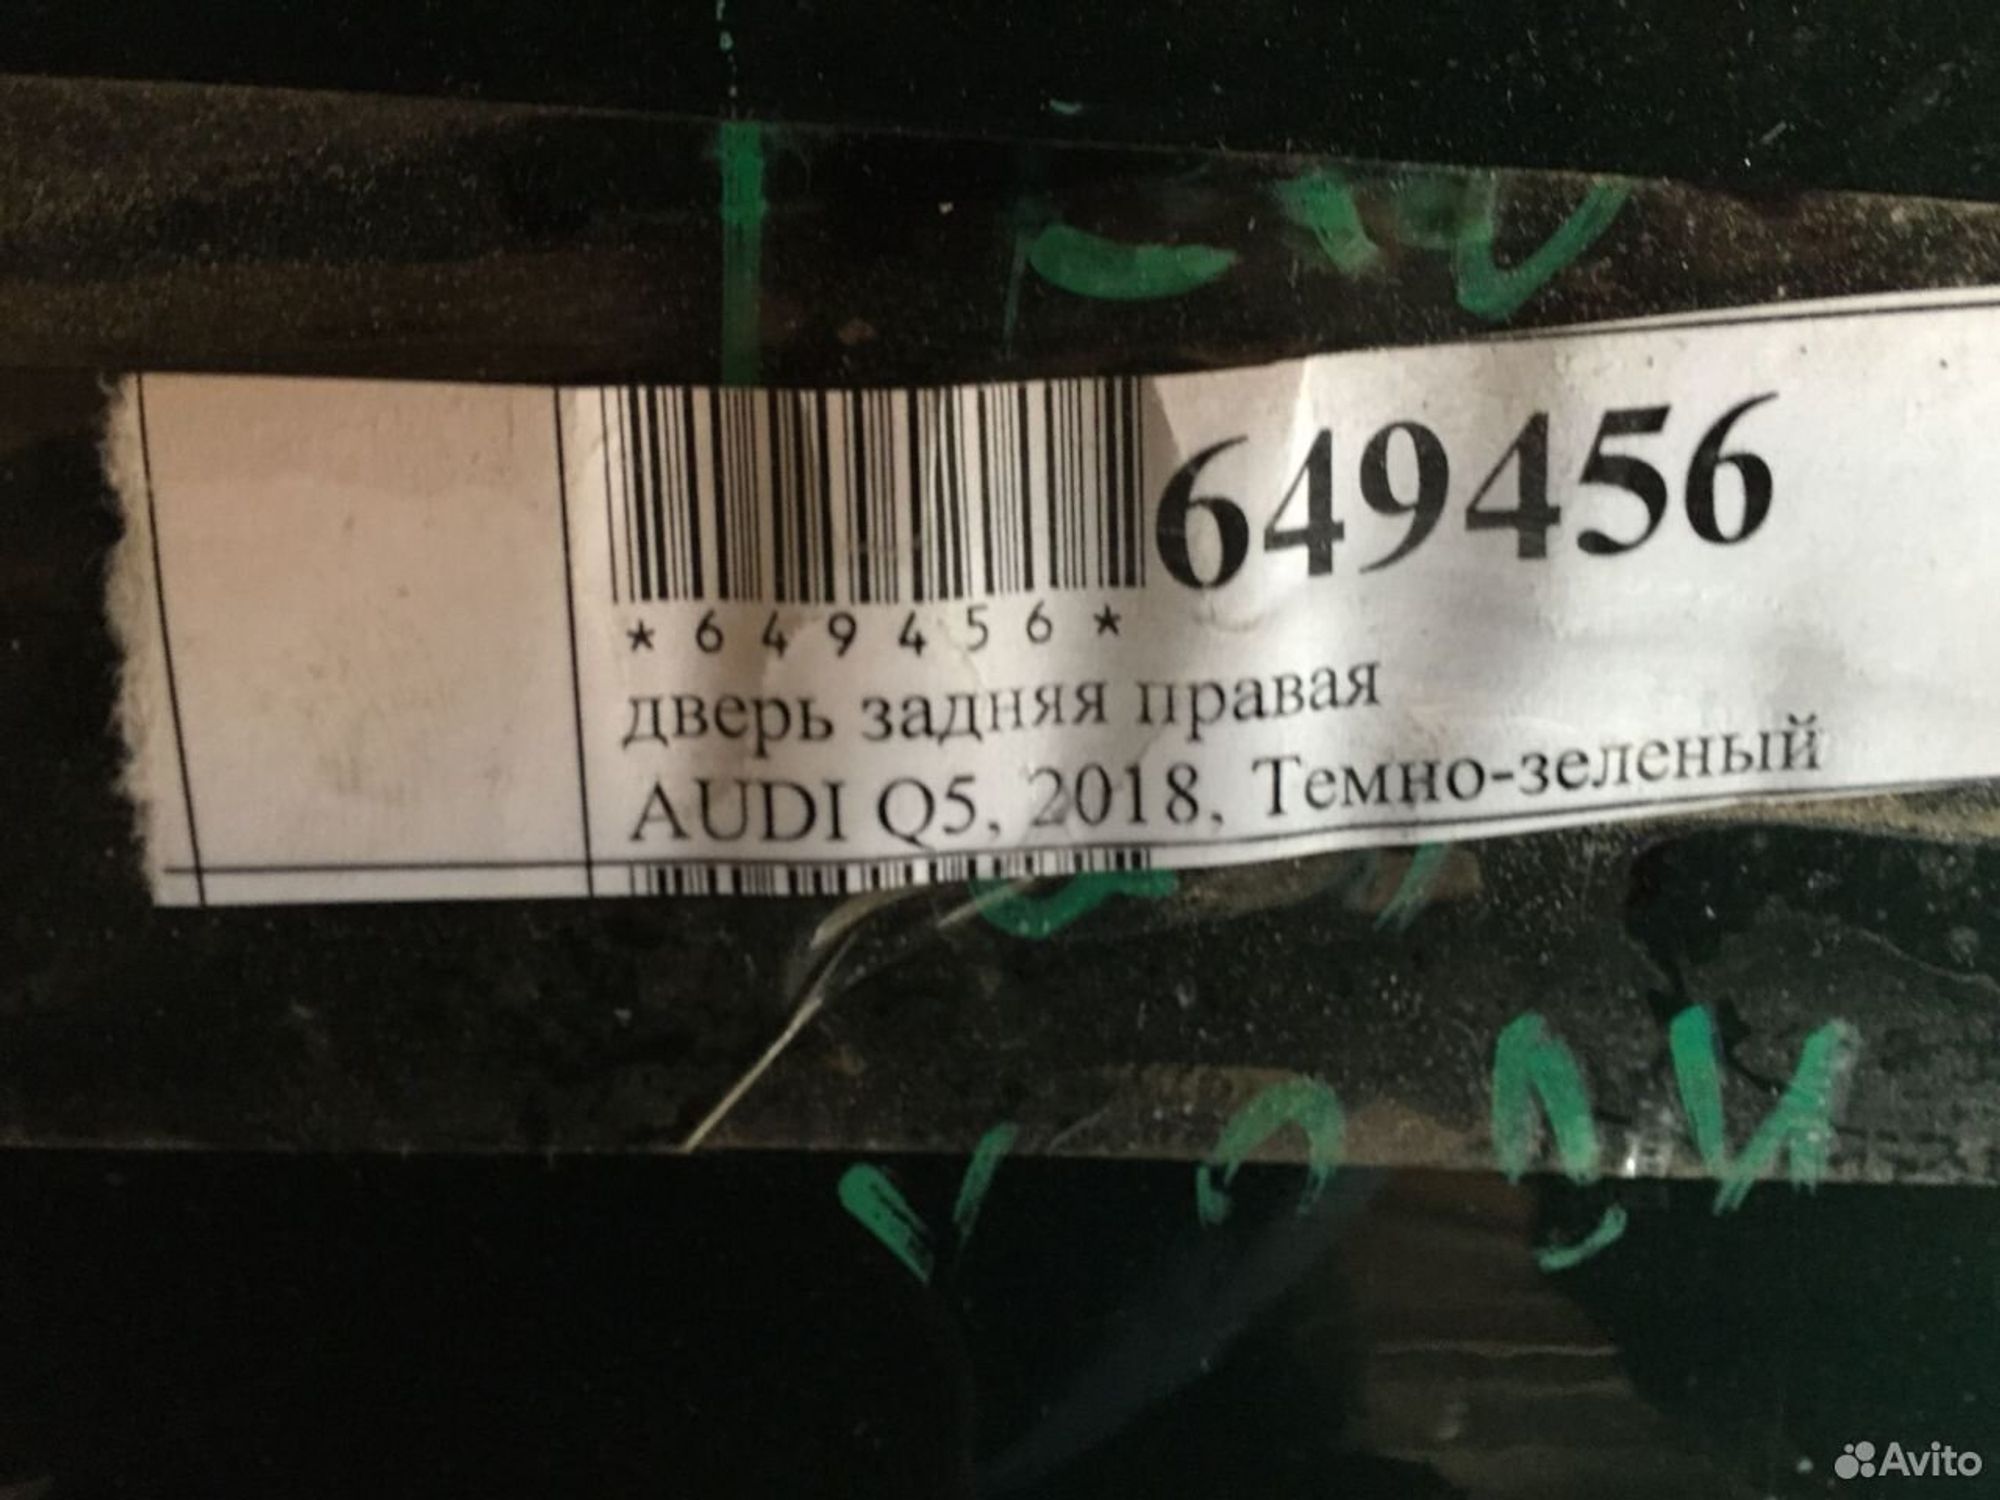 649456
*649456*
дверь задняя правая
AUDI Q5, 2018, Темно-зеленый
Avito